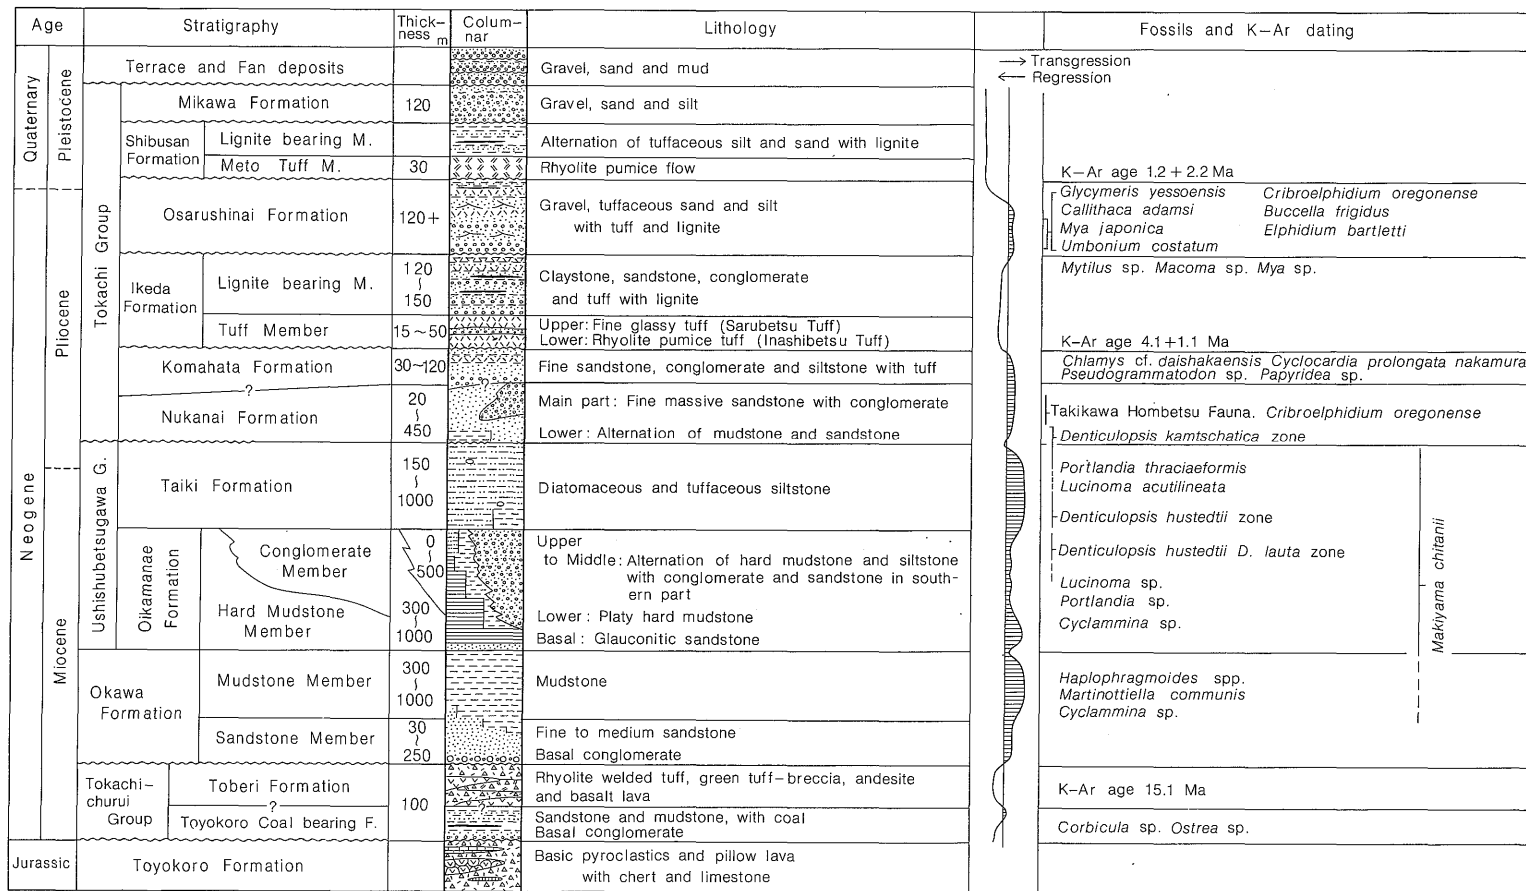 Age
Stratigraphy
Thick-
ness m
Colum-
nar
Lithology
Fossils and K–Ar dating
Quaternary
Pleistodene
Terrace and Fan deposits
Gravel, sand and mud
→ Transgression
← Regression
Tokachi Group
Mikawa Formation
120
Gravel, sand and silt
Shibusan
Formation
Lignite bearing M.
Alternation of tuffaceous silt and sand with lignite
Meto Tuff M.
30
Rhyolite pumice flow
K–Ar age 1.2 + 2.2 Ma
Neogene
Pliocene
Osarushinai Formation
120+
Gravel, tuffaceous sand and silt
with tuff and lignite
Glycymeris yessoensis Cribroelphidium oregonense
Callithaca adamsi Buccella frigidus
Mya japonica Elphidium bartletti
Umbonium costatum
Ikeda
Formation
Lignite bearing M.
120
~
150
Claystone, sandstone, conglomerate
and tuff with lignite
Mytilus sp. Macoma sp. Mya sp.
Tuff Member
15~50
Upper: Fine glassy tuff (Sarubetsu Tuff)
Lower: Rhyolite pumice tuff (Inashibetsu Tuff)
K–Ar age 4.1+1.1 Ma
Komahata Formation
30~120
Fine sandstone, conglomerate and siltstone with tuff
Chlamys cf. daishakaensis Cyclocardia prolongata nakamura
Pseudogrammatodon sp. Papyridea sp.
?
?
Nukanai Formation
20
~
450
Main part: Fine massive sandstone with conglomerate
Lower: Alternation of mudstone and sandstone
Takikawa Hombetsu Fauna. Cribroelphidium oregonense
Denticulopsis kamtschatica zone
Miocene
Ushishubetsugawa G.
Taiki Formation
150
~
1000
Diatomaceous and tuffaceous siltstone
Portlandia thraciaeformis
Lucinoma acutilineata
Denticulopsis hustedtii zone
Makiyama chitanii
Oikamanae
Formation
Conglomerate
Member
0
~
500
Upper
to Middle: Alternation of hard mudstone and siltstone
with conglomerate and sandstone in south-
ern part
Denticulopsis hustedtii D. lauta zone
Lucinoma sp.
Portlandia sp.
Hard Mudstone
Member
300
~
1000
Lower: Platy hard mudstone
Basal: Glauconitic sandstone
Cyclammina sp.
Okawa
Formation
Mudstone Member
300
~
1000
Mudstone
Haplophragmoides spp.
Martinottiella communis
Cyclammina sp.
Sandstone Member
30
~
250
Fine to medium sandstone
Basal conglomerate
Tokachi–
churui
Group
Toberi Formation
100
Rhyolite welded tuff, green tuff–breccia, andesite
and basalt lava
K–Ar age 15.1 Ma
?
?
Toyokoro Coal bearing F.
Sandstone and mudstone, with coal
Basal conglomerate
Corbicula sp. Ostrea sp.
Jurassic
Toyokoro Formation
Basic pyroclastics and pillow lava
with chert and limestone